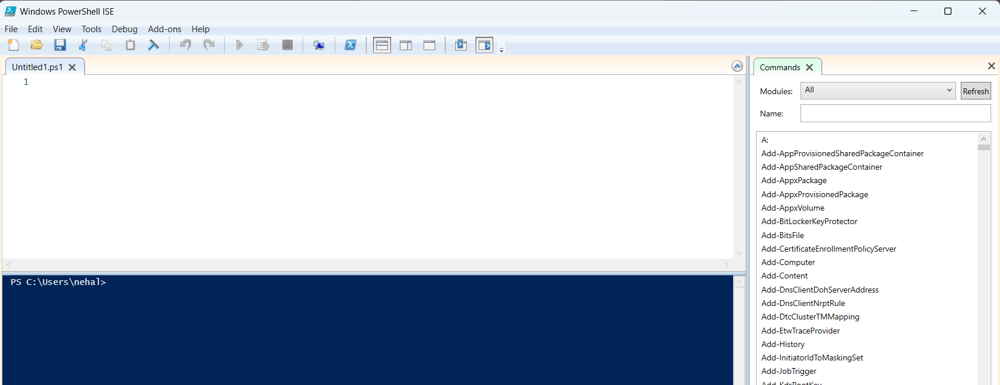 Windows PowerShell ISE
File Edit View Tools Debug Add-ons Help
Untitled1.ps1
1
PS C:\Users\nehal>
Commands
Modules: All Refresh
Name:
A:
Add-AppProvisionedSharedPackageContainer
Add-AppSharedPackageContainer
Add-AppxPackage
Add-AppxProvisionedPackage
Add-AppxVolume
Add-BitLockerKeyProtector
Add-BitsFile
Add-CertificateEnrollmentPolicyServer
Add-Computer
Add-Content
Add-DnsClientDohServerAddress
Add-DnsClientNrptRule
Add-DtcClusterTMMapping
Add-EtwTraceProvider
Add-History
Add-InitiatorIdToMaskingSet
Add-JobTrigger
Add-KdsRootKey